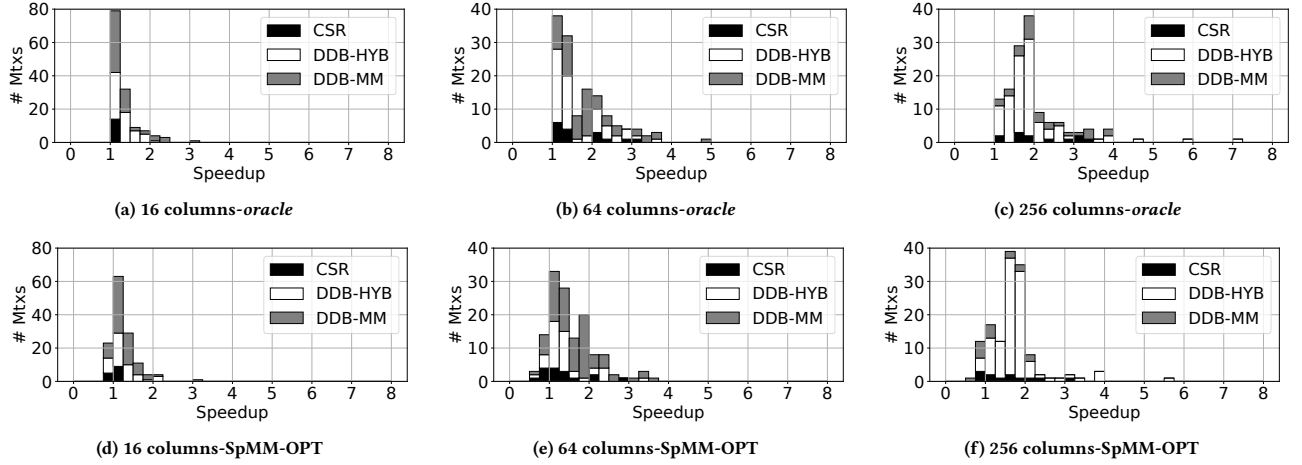 80
60
40
20
0
# Mtxs
CSR
DDB-HYB
DDB-MM
0 1 2 3 4 5 6 7 8
Speedup
(a) 16 columns-oracle
40
30
20
10
0
# Mtxs
CSR
DDB-HYB
DDB-MM
0 1 2 3 4 5 6 7 8
Speedup
(b) 64 columns-oracle
40
30
20
10
0
# Mtxs
CSR
DDB-HYB
DDB-MM
0 1 2 3 4 5 6 7 8
Speedup
(c) 256 columns-oracle
80
60
40
20
0
# Mtxs
CSR
DDB-HYB
DDB-MM
0 1 2 3 4 5 6 7 8
Speedup
(d) 16 columns-SpMM-OPT
40
30
20
10
0
# Mtxs
CSR
DDB-HYB
DDB-MM
0 1 2 3 4 5 6 7 8
Speedup
(e) 64 columns-SpMM-OPT
40
30
20
10
0
# Mtxs
CSR
DDB-HYB
DDB-MM
0 1 2 3 4 5 6 7 8
Speedup
(f) 256 columns-SpMM-OPT